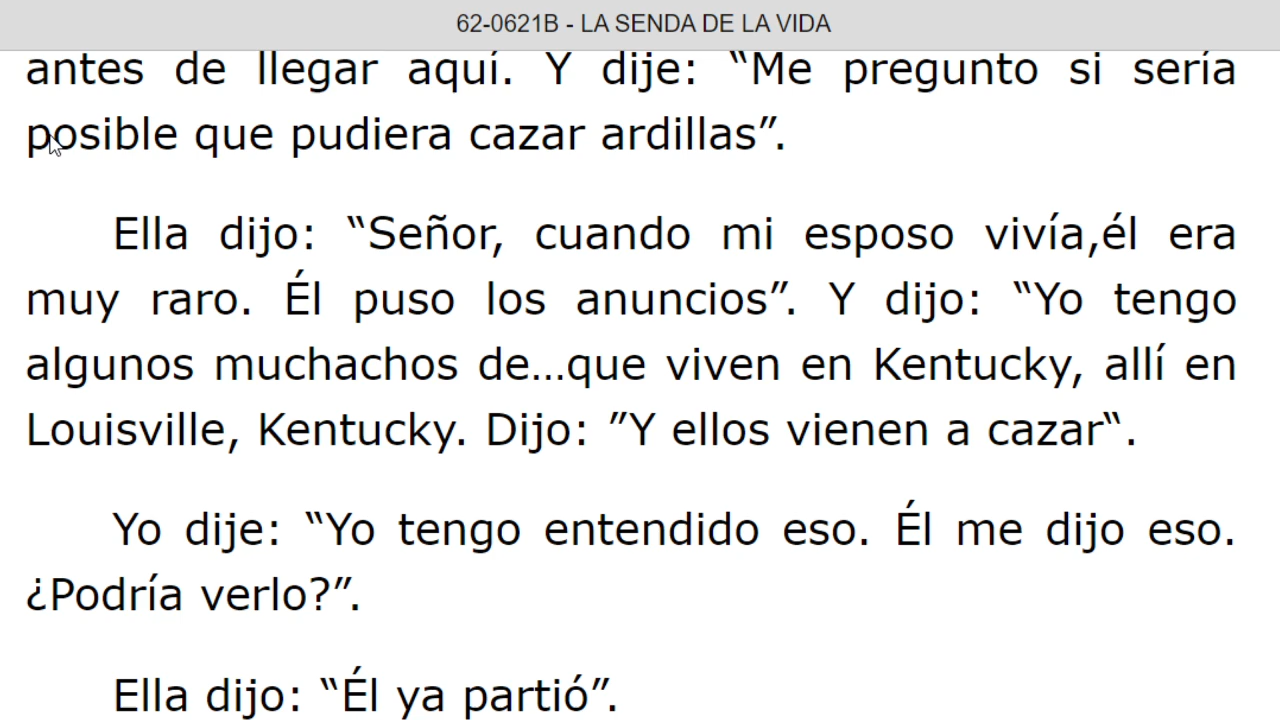 62-0621B - LA SENDA DE LA VIDA
antes de llegar aquí. Y dije: “Me pregunto si sería
posible que pudiera cazar ardillas”.
Ella dijo: “Señor, cuando mi esposo vivía,él era
muy raro. Él puso los anuncios”. Y dijo: “Yo tengo
algunos muchachos de...que viven en Kentucky, allí en
Louisville, Kentucky. Dijo: ”Y ellos vienen a cazar“.
Yo dije: “Yo tengo entendido eso. Él me dijo eso.
¿Podría verlo?”.
Ella dijo: “Él ya partió”.